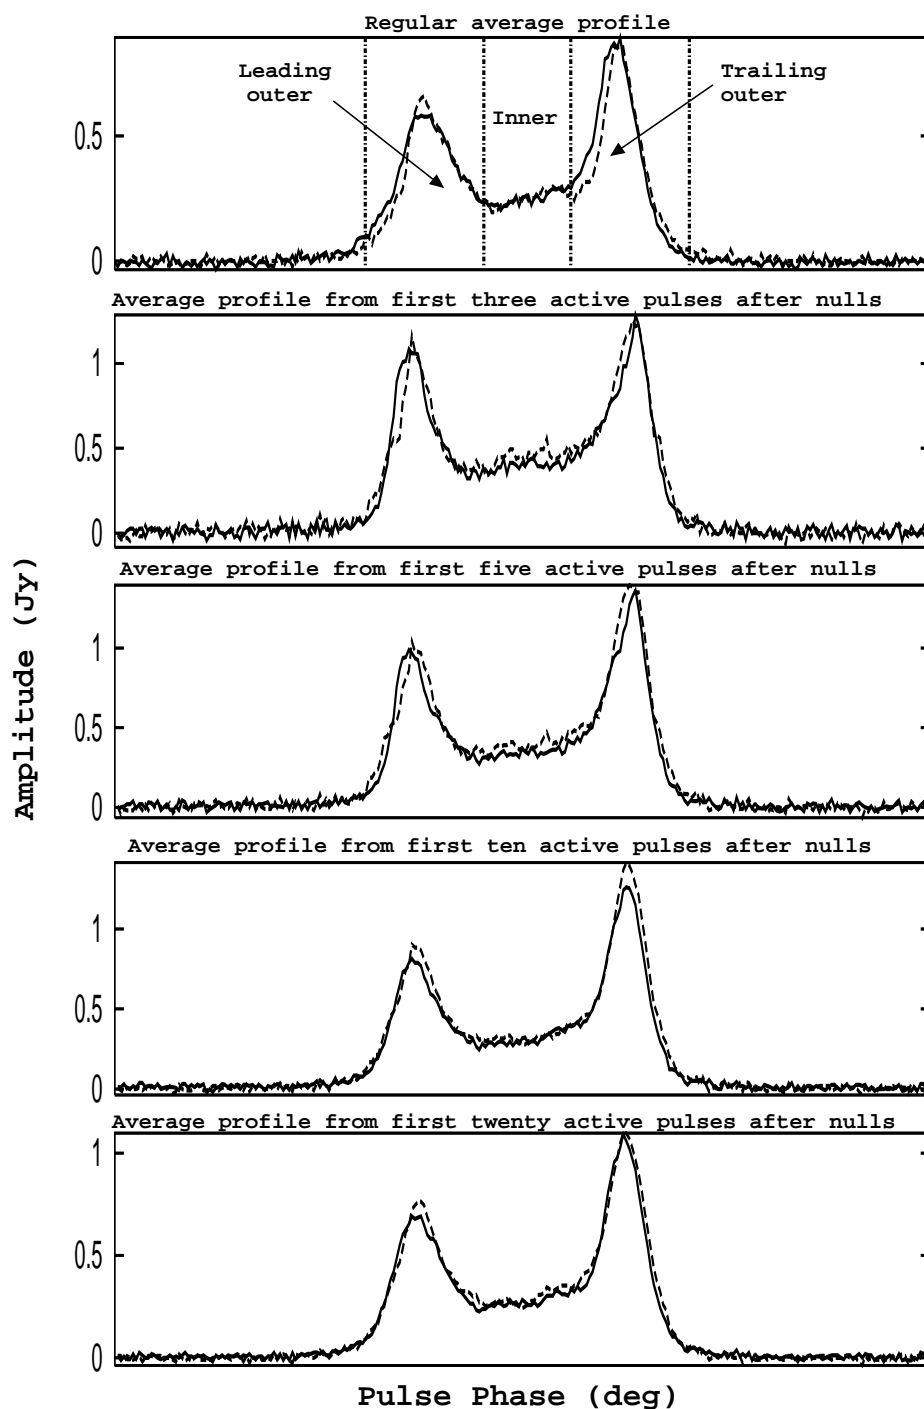 Regular average profile
Leading
outer
Inner
Trailing
outer
0.5
0
Average profile from first three active pulses after nulls
1
0.5
0
Average profile from first five active pulses after nulls
1
0.5
0
Average profile from first ten active pulses after nulls
1
0.5
0
Average profile from first twenty active pulses after nulls
1
0.5
0
Amplitude (Jy)
Pulse Phase (deg)